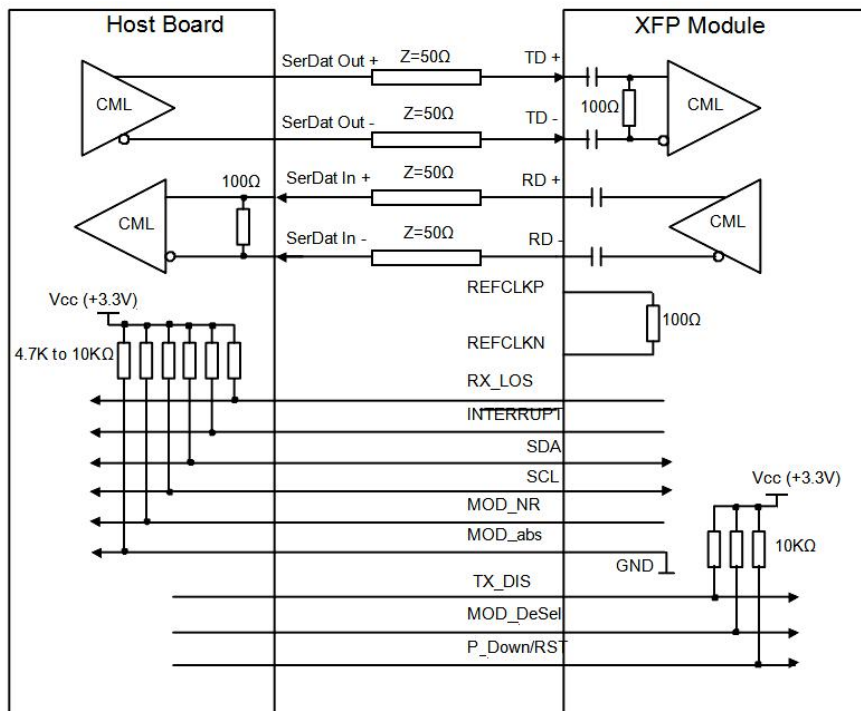 Host Board
XFP Module
SerDat Out +
Z=50Ω
TD +
CML
100Ω
CML
SerDat Out -
Z=50Ω
TD -
SerDat In +
Z=50Ω
RD +
100Ω
CML
CML
SerDat In -
Z=50Ω
RD -
REFCLKP
Vcc (+3.3V)
100Ω
REFCLKN
4.7K to 10KΩ
RX_LOS
INTERRUPT
SDA
SCL
Vcc (+3.3V)
MOD_NR
MOD_abs
10KΩ
GND
TX_DIS
MOD_DeSel
P_Down/RST